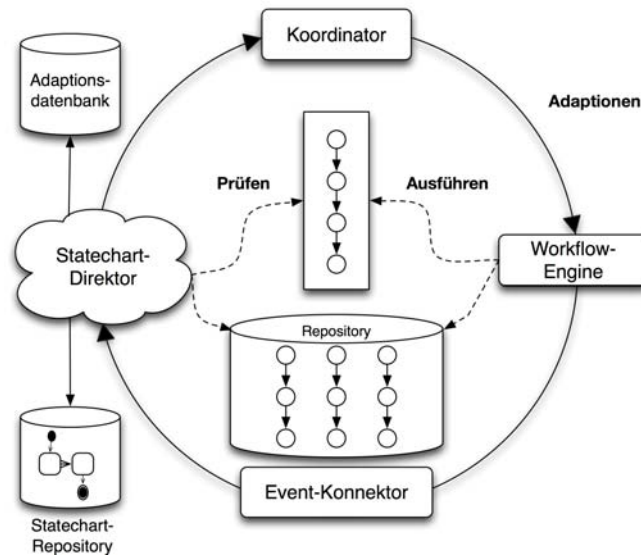 Koordinator
Adaptions-
datenbank
Adaptionen
Prüfen
Ausführen
Statechart-
Direktor
Workflow-
Engine
Repository
Event-Konnektor
Statechart-
Repository